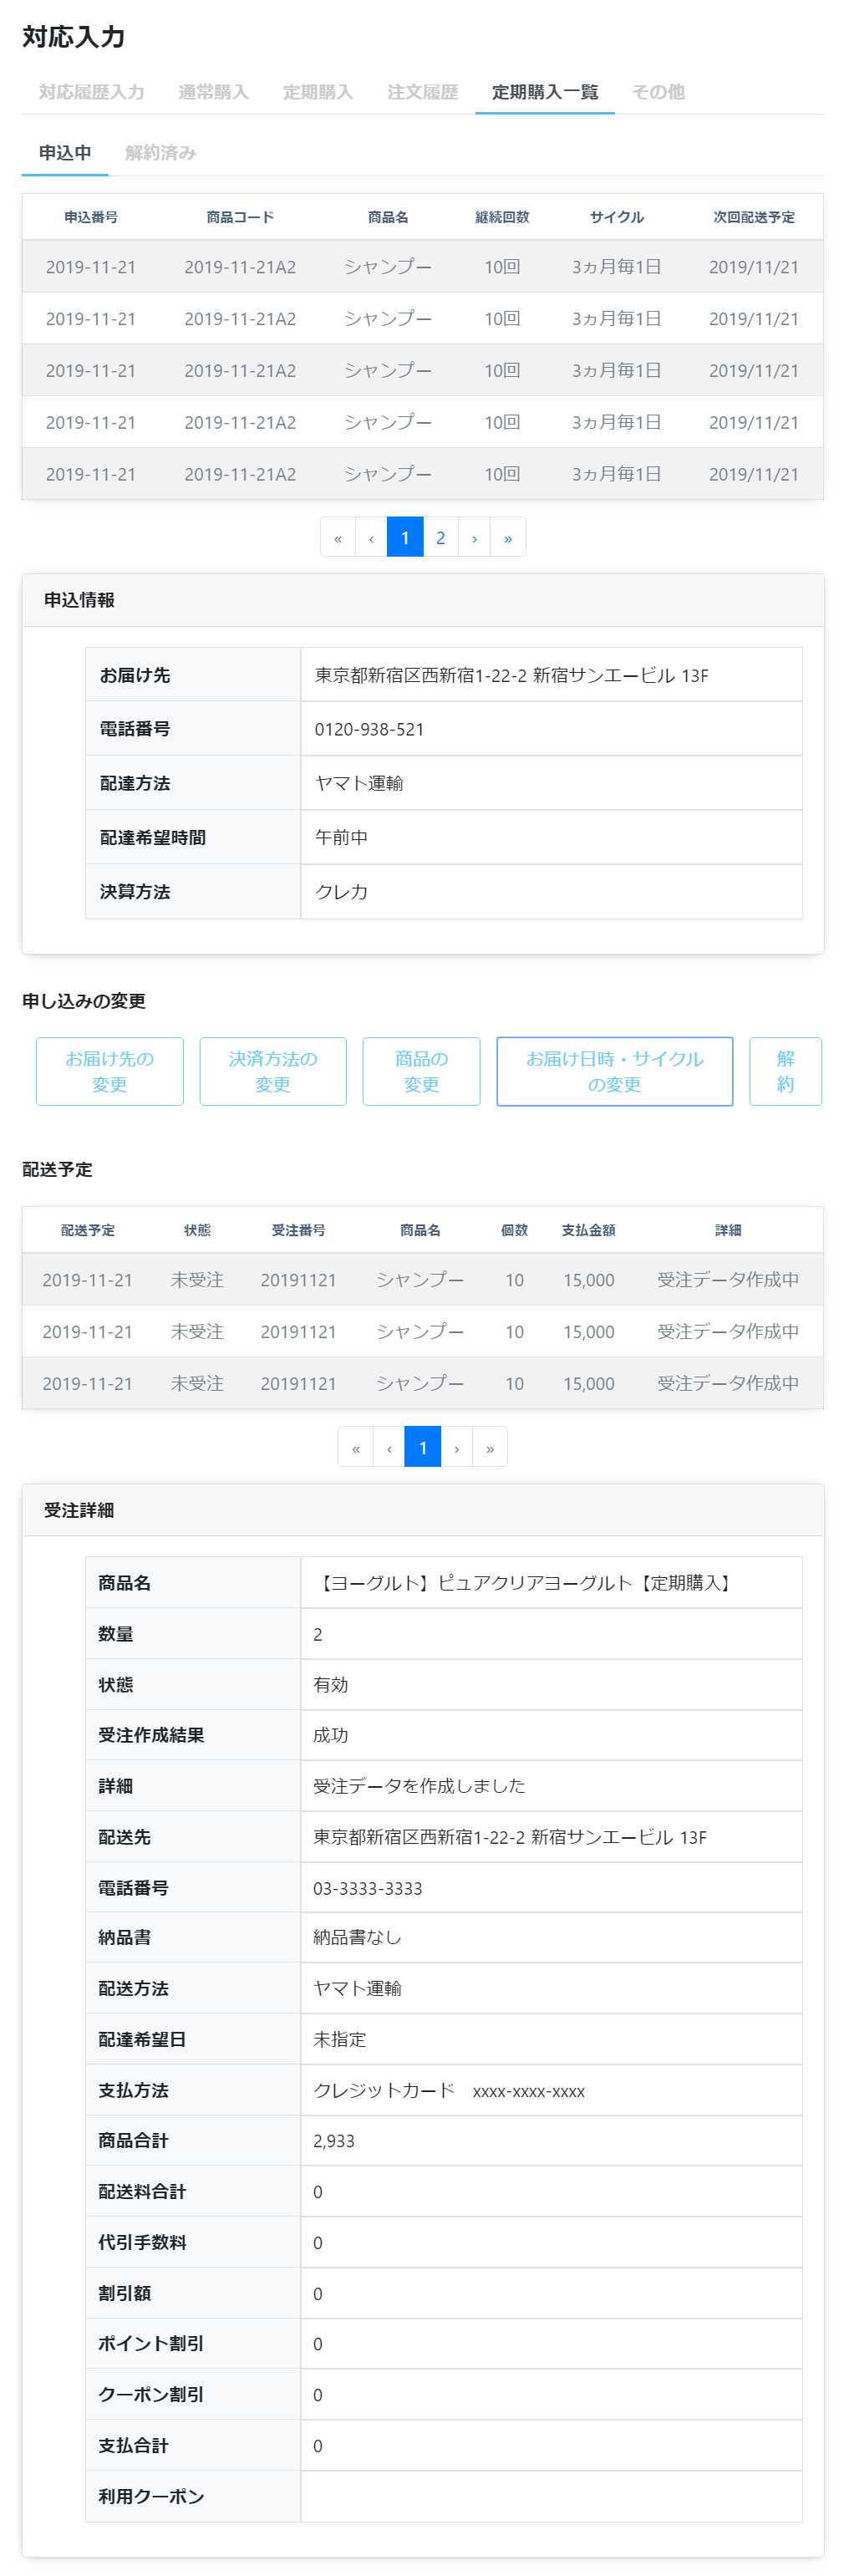 対応入力
対応履歴入力 通常購入 定期購入 注文履歴 定期購入一覧 その他
申込中 解約済み
申込番号 商品コード 商品名 継続回数 サイクル 次回配送予定
2019-11-21 2019-11-21A2 シャンプー 10回 3ヵ月毎1日 2019/11/21
2019-11-21 2019-11-21A2 シャンプー 10回 3ヵ月毎1日 2019/11/21
2019-11-21 2019-11-21A2 シャンプー 10回 3ヵ月毎1日 2019/11/21
2019-11-21 2019-11-21A2 シャンプー 10回 3ヵ月毎1日 2019/11/21
2019-11-21 2019-11-21A2 シャンプー 10回 3ヵ月毎1日 2019/11/21
« ‹ 1 2 › »
申込情報
お届け先 東京都新宿区西新宿1-22-2 新宿サンエービル 13F
電話番号 0120-938-521
配達方法 ヤマト運輸
配達希望時間 午前中
決算方法 クレカ
申し込みの変更
お届け先の 決済方法の 商品の お届け日時・サイクル 解
変更 変更 変更 の変更 約
配送予定
配送予定 状態 受注番号 商品名 個数 支払金額 詳細
2019-11-21 未受注 20191121 シャンプー 10 15,000 受注データ作成中
2019-11-21 未受注 20191121 シャンプー 10 15,000 受注データ作成中
2019-11-21 未受注 20191121 シャンプー 10 15,000 受注データ作成中
« ‹ 1 › »
受注詳細
商品名 【ヨーグルト】ピュアクリアヨーグルト【定期購入】
数量 2
状態 有効
受注作成結果 成功
詳細 受注データを作成しました
配送先 東京都新宿区西新宿1-22-2 新宿サンエービル 13F
電話番号 03-3333-3333
納品書 納品書なし
配送方法 ヤマト運輸
配達希望日 未指定
支払方法 クレジットカード　xxxx-xxxx-xxxx
商品合計 2,933
配送料合計 0
代引手数料 0
割引額 0
ポイント割引 0
クーポン割引 0
支払合計 0
利用クーポン